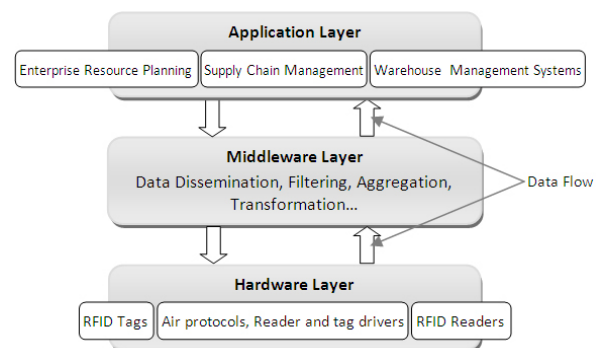 Application Layer
Enterprise Resource Planning
Supply Chain Management
Warehouse Management Systems
Middleware Layer
Data Dissemination, Filtering, Aggregation,
Transformation...
Data Flow
Hardware Layer
RFID Tags
Air protocols, Reader and tag drivers
RFID Readers